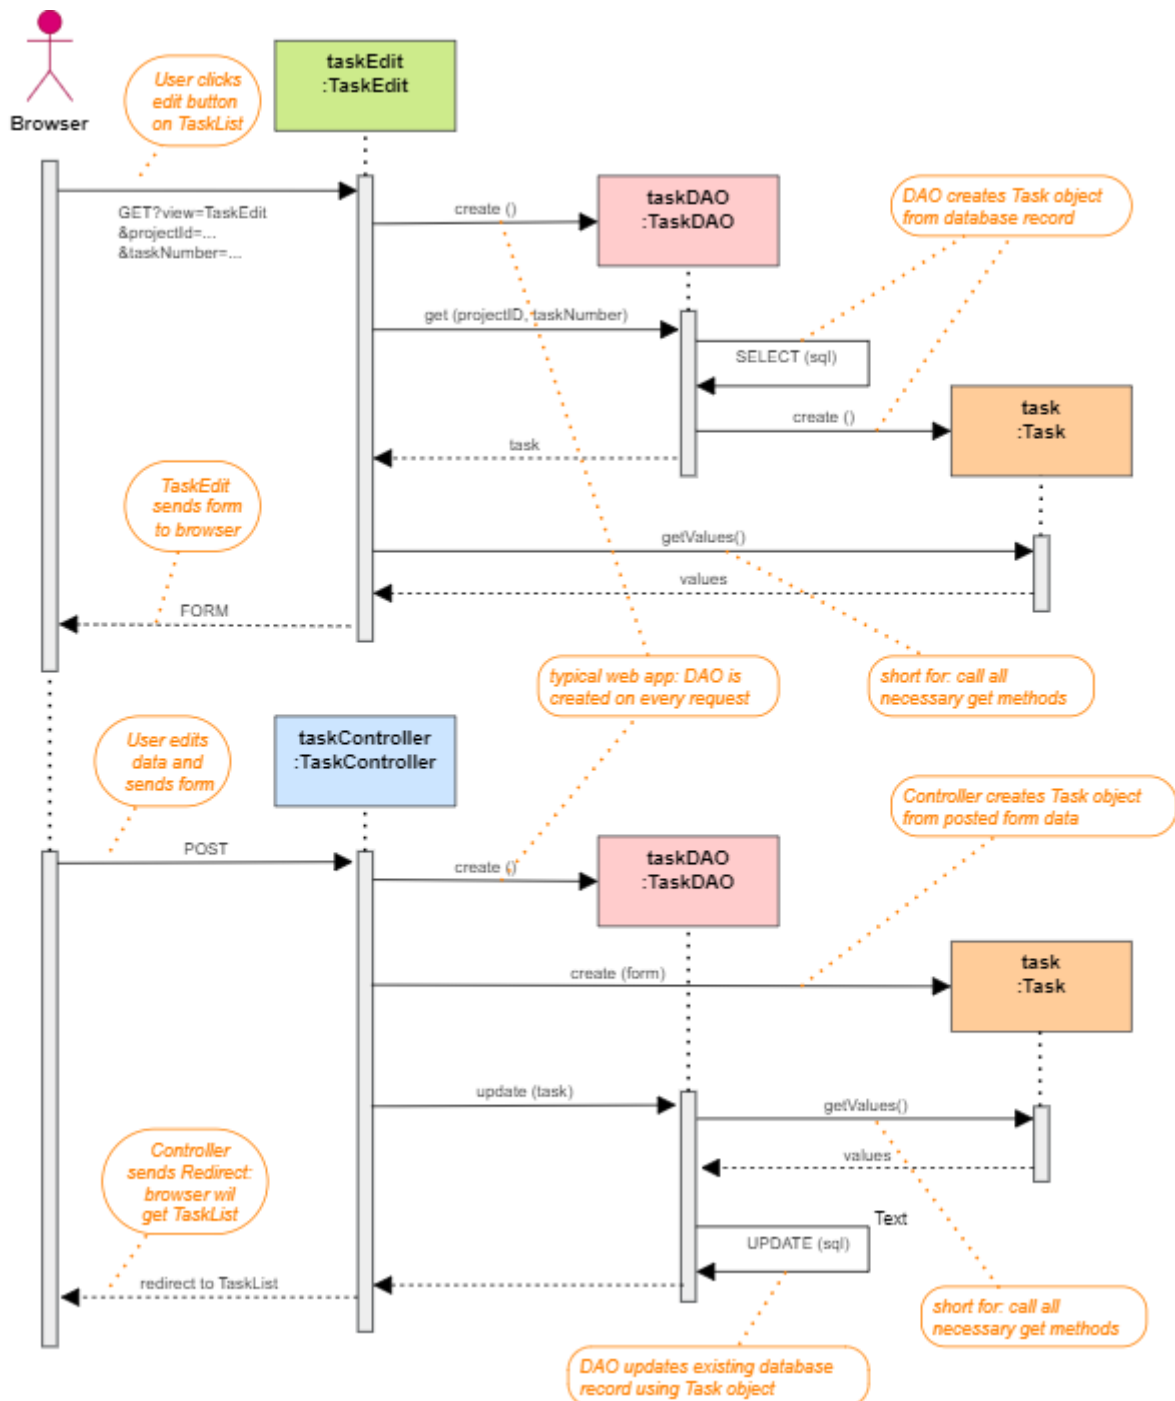 User clicks
edit button
on TaskList
Browser
taskEdit
:TaskEdit
GET?view=TaskEdit
&projectId=...
&taskNumber=...
create ()
taskDAO
:TaskDAO
DAO creates Task object
from database record
get (projectID, taskNumber)
SELECT (sql)
create ()
task
:Task
task
TaskEdit
sends form
to browser
getValues()
values
FORM
typical web app: DAO is
created on every request
short for: call all
necessary get methods
User edits
data and
sends form
taskController
:TaskController
Controller creates Task object
from posted form data
POST
create ()
taskDAO
:TaskDAO
create (form)
task
:Task
update (task)
getValues()
values
Controller
sends Redirect:
browser wil
get TaskList
Text
UPDATE (sql)
redirect to TaskList
short for: call all
necessary get methods
DAO updates existing database
record using Task object